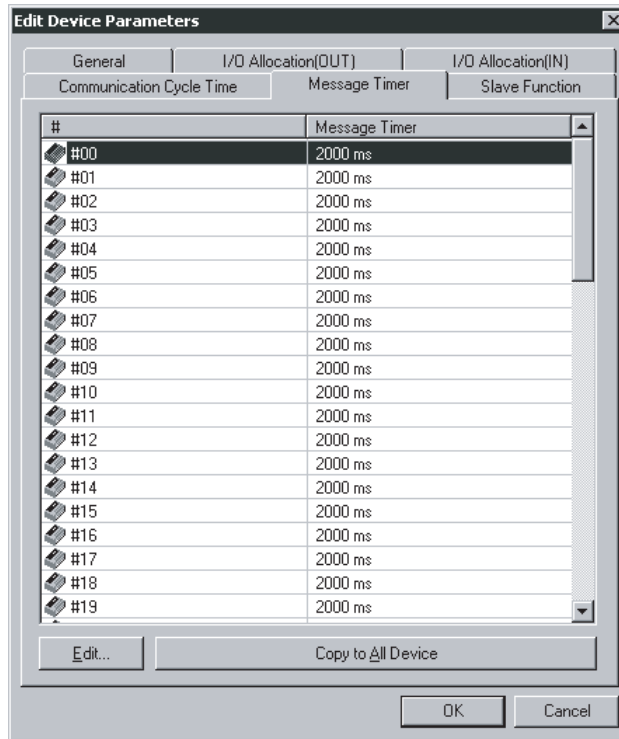 Edit Device Parameters
General I/O Allocation(OUT) I/O Allocation(IN)
Communication Cycle Time Message Timer Slave Function
# Message Timer
#00 2000 ms
#01 2000 ms
#02 2000 ms
#03 2000 ms
#04 2000 ms
#05 2000 ms
#06 2000 ms
#07 2000 ms
#08 2000 ms
#09 2000 ms
#10 2000 ms
#11 2000 ms
#12 2000 ms
#13 2000 ms
#14 2000 ms
#15 2000 ms
#16 2000 ms
#17 2000 ms
#18 2000 ms
#19 2000 ms
Edit... Copy to All Device
OK Cancel